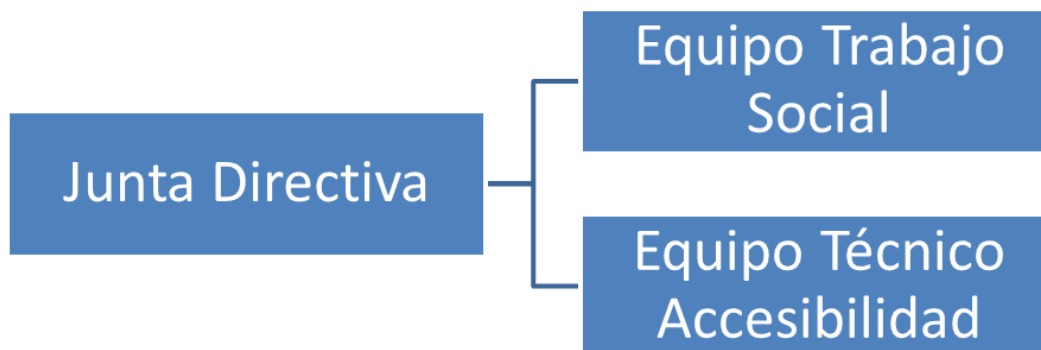 Equipo Trabajo
Social
Junta Directiva
Equipo Técnico
Accesibilidad